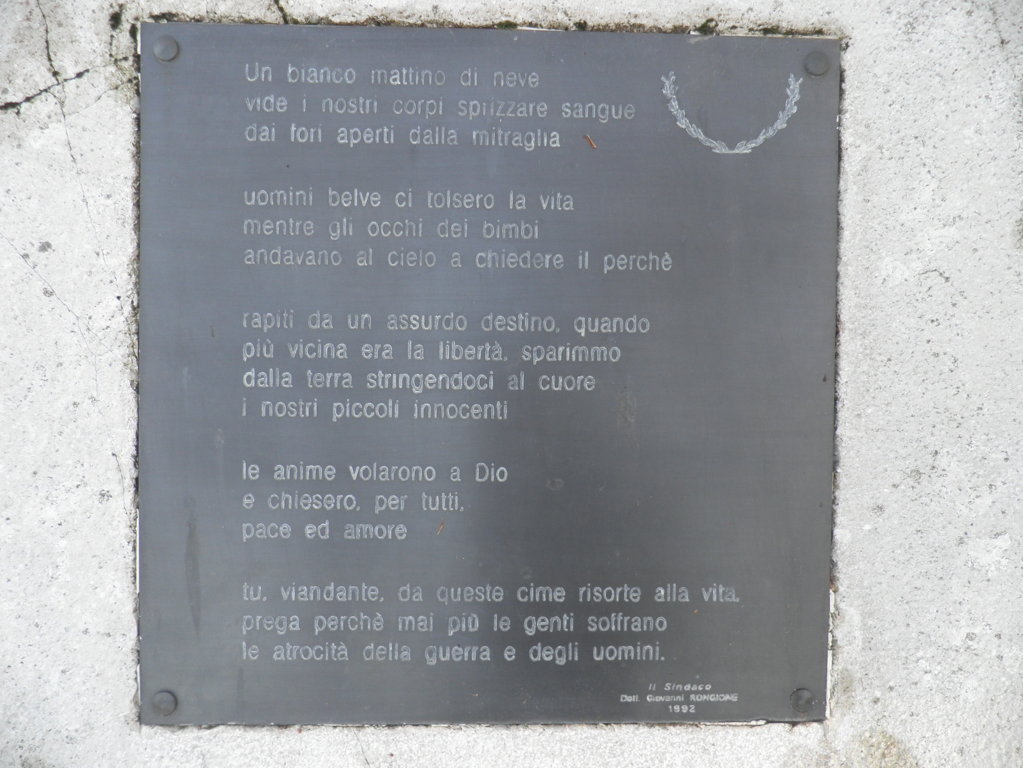 Un bianco mattino di neve
vide i nostri corpi sprizzare sangue
dai fori aperti dalla mitraglia
uomini belve ci tolsero la vita
mentre gli occhi dei bimbi
andavano al cielo a chiedere il perchè
rapiti da un assurdo destino, quando
più vicina era la libertà, sparimmo
dalla terra stringendoci al cuore
i nostri piccoli innocenti
le anime volarono a Dio
e chiesero, per tutti,
pace ed amore
tu, viandante, da queste cime risorte alla vita,
prega perchè mai più le genti soffrano
le atrocità della guerra e degli uomini.
Il Sindaco
Dott. Giovanni RONGIONE
1992